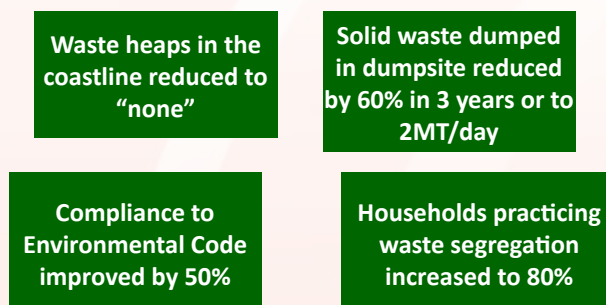 Waste heaps in the
coastline reduced to
“none”
Solid waste dumped
in dumpsite reduced
by 60% in 3 years or to
2MT/day
Compliance to
Environmental Code
improved by 50%
Households practicing
waste segregation
increased to 80%